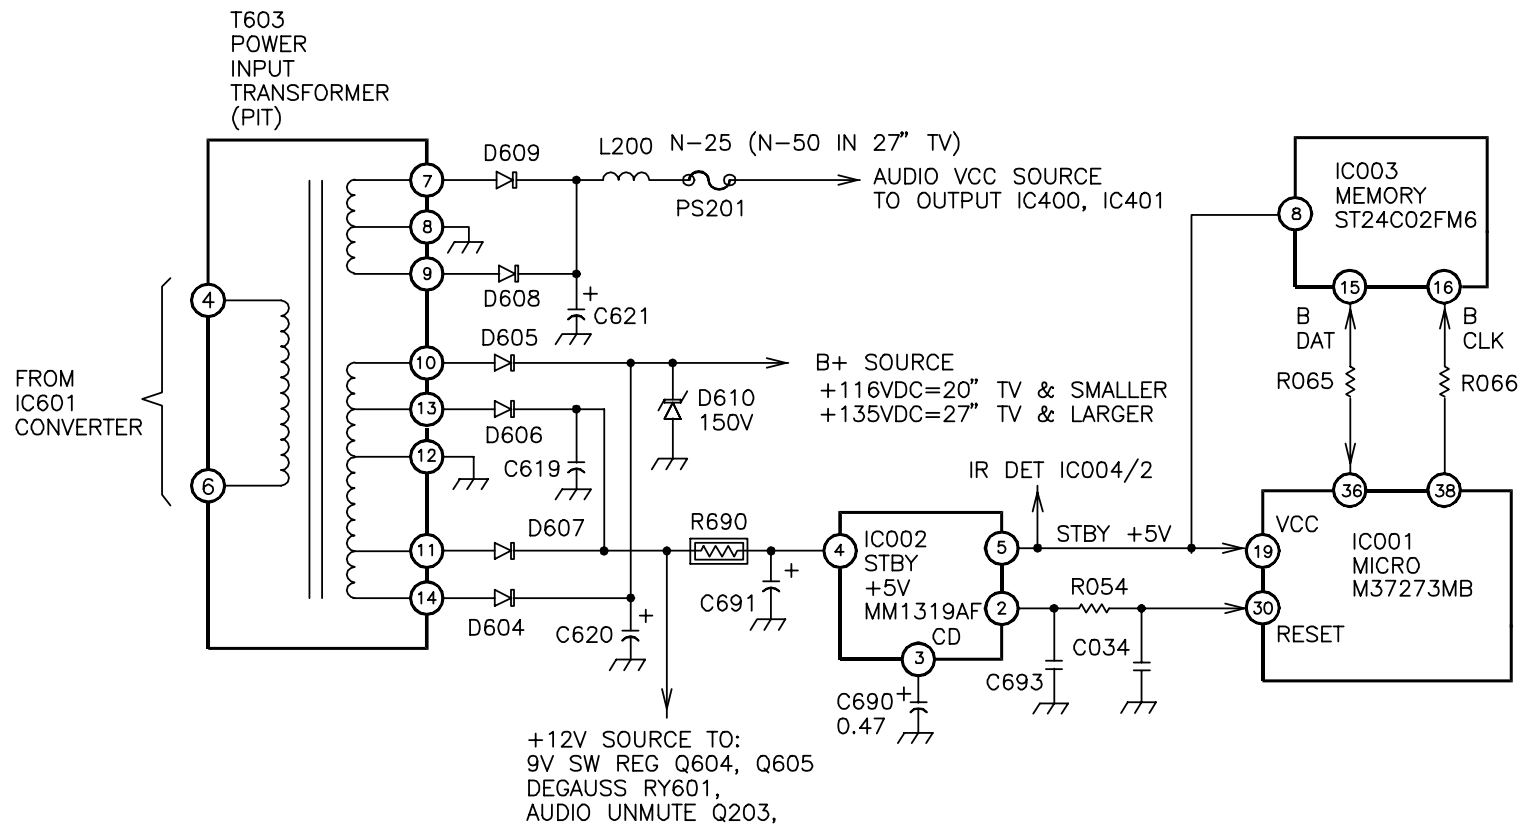 T603
POWER
INPUT
TRANSFORMER
(PIT)
FROM
IC601
CONVERTER
4
6
7
8
9
10
13
12
11
14
D609
D608
L200 N-25 (N-50 IN 27" TV)
PS201
AUDIO VCC SOURCE
TO OUTPUT IC400, IC401
+
C621
D605
D606
C619
D607
D604
+
C620
D610
150V
B+ SOURCE
+116VDC=20" TV & SMALLER
+135VDC=27" TV & LARGER
R690
+
C691
+12V SOURCE TO:
9V SW REG Q604, Q605
DEGAUSS RY601,
AUDIO UNMUTE Q203,
4
IC002
STBY
+5V
MM1319AF
CD
5
2
3
C690
+
0.47
IR DET IC004/2
STBY +5V
R054
C693
C034
8
IC003
MEMORY
ST24C02FM6
15
16
B
DAT
B
CLK
R065
R066
36
38
19
VCC
IC001
MICRO
M37273MB
30
RESET